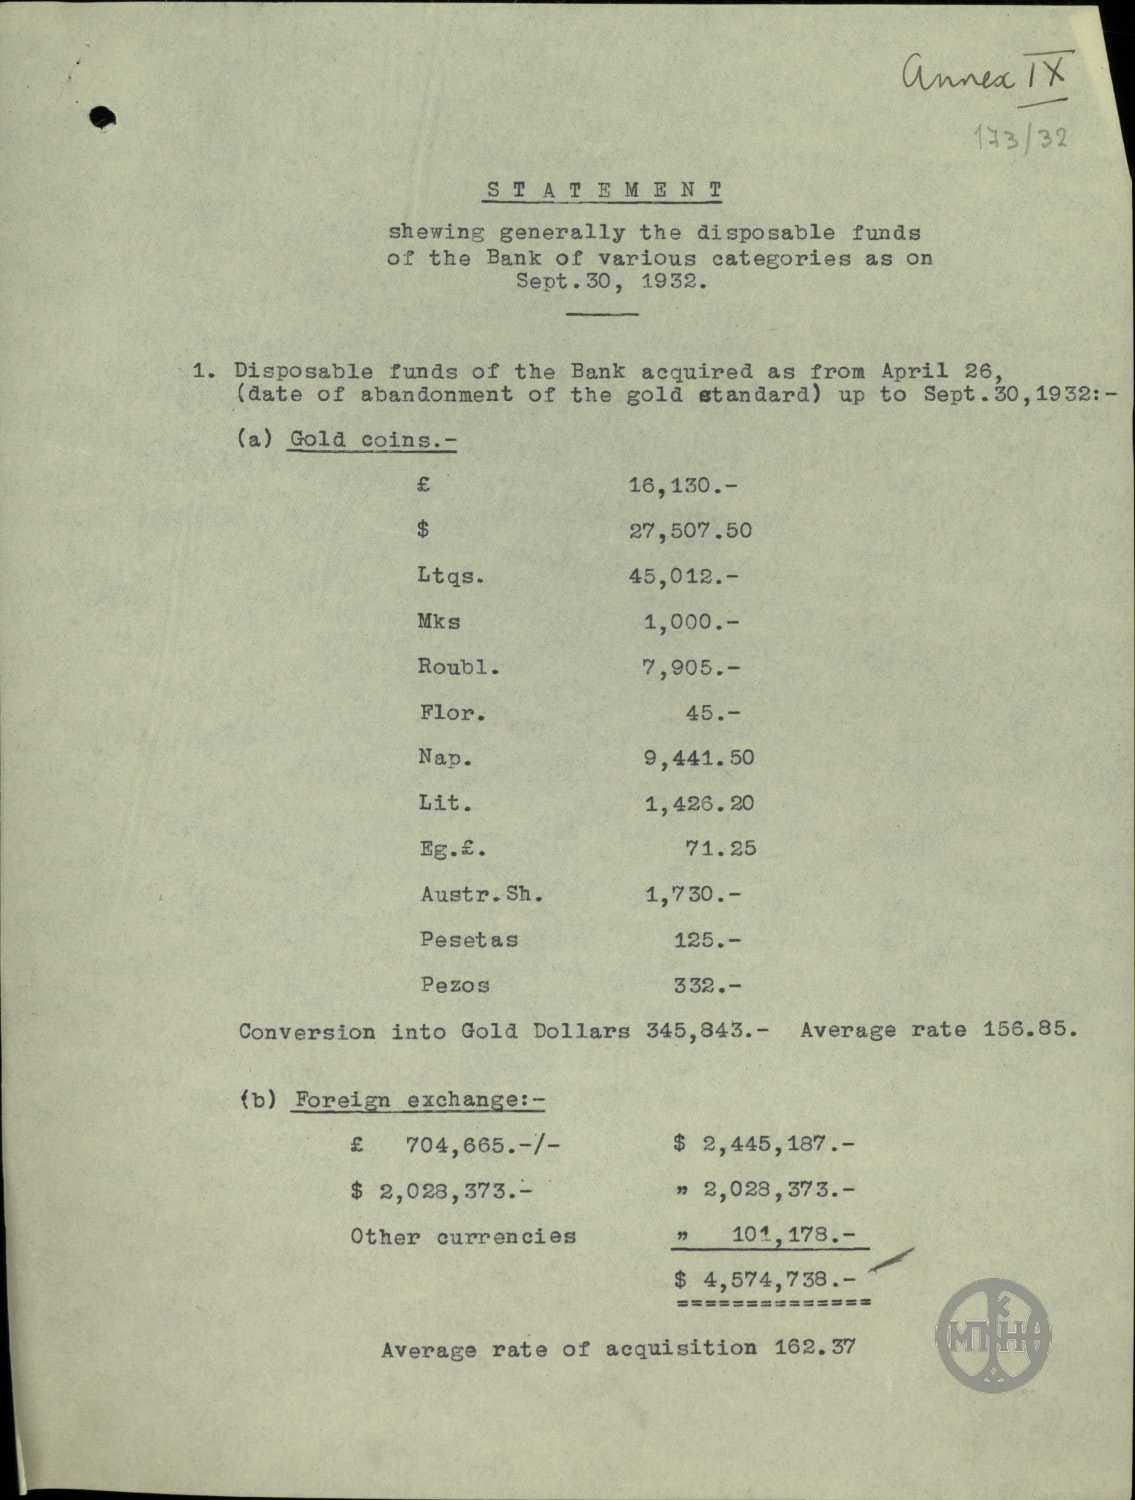 Annex IX
173/32
STATEMENT
shewing generally the disposable funds
of the Bank of various categories as on
Sept.30, 1932.
1. Disposable funds of the Bank acquired as from April 26,
(date of abandonment of the gold standard) up to Sept.30,1932:-
(a) Gold coins.-
£ 16,130.-
$ 27,507.50
Ltqs. 45,012.-
Mks 1,000.-
Roubl. 7,905.-
Flor. 45.-
Nap. 9,441.50
Lit. 1,426.20
Eg.£. 71.25
Austr.Sh. 1,730.-
Pesetas 125.-
Pezos 332.-
Conversion into Gold Dollars 345,843.- Average rate 156.85.
(b) Foreign exchange:-
£ 704,665.-/- $ 2,445,187.-
$ 2,028,373.- " 2,028,373.-
Other currencies " 101,178.-
$ 4,574,738.-
==============
Average rate of acquisition 162.37